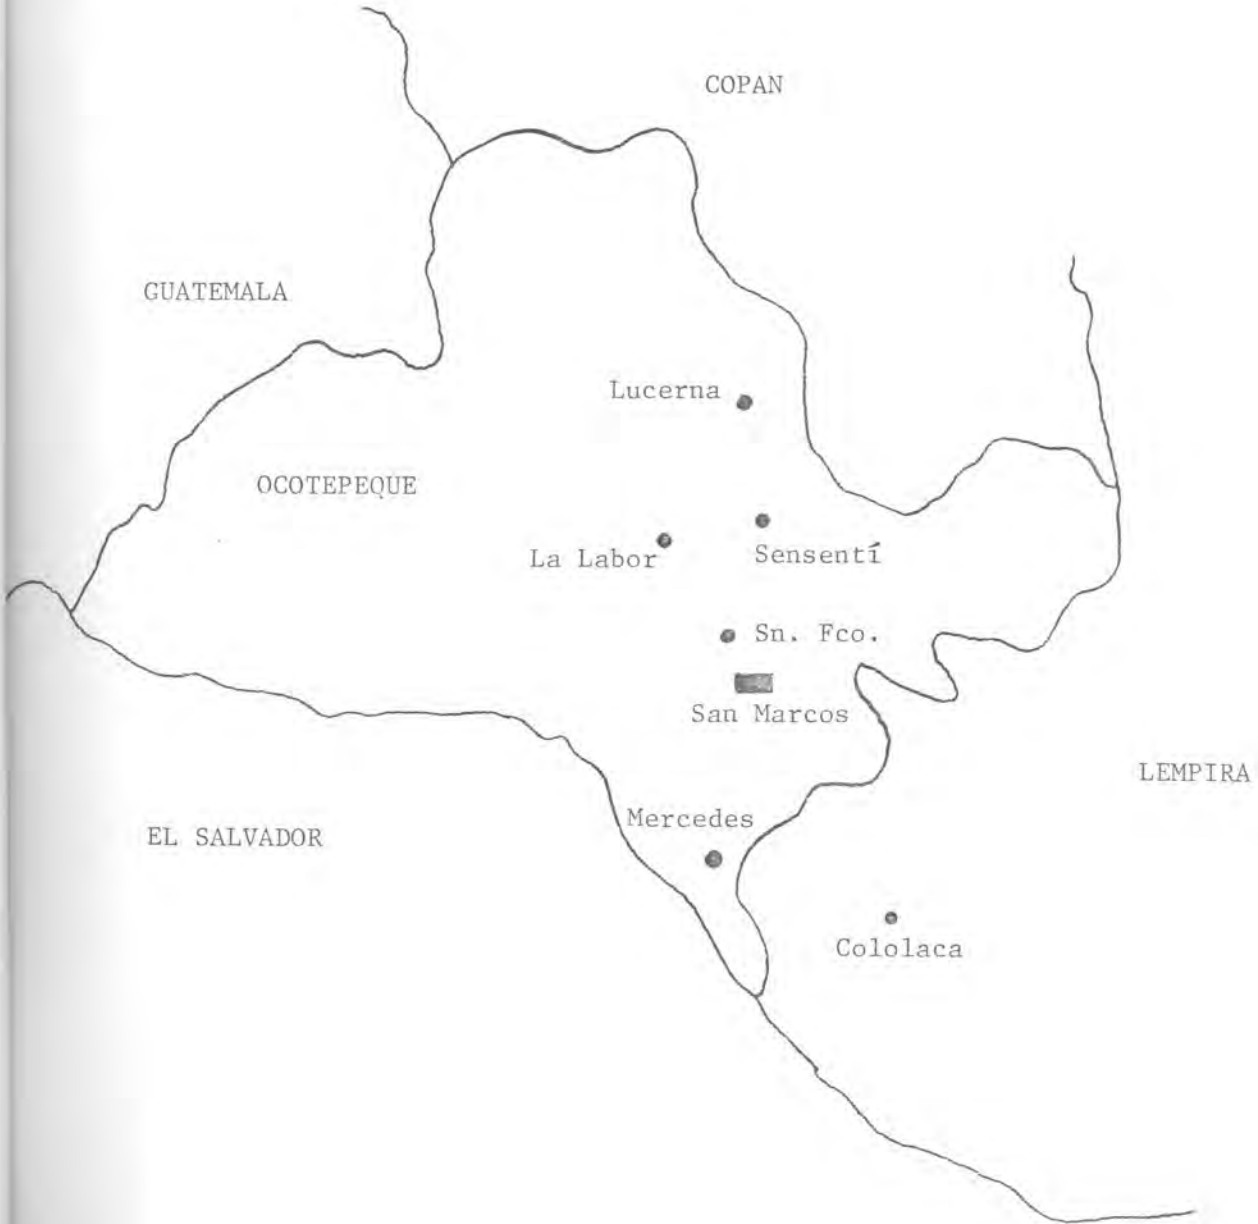 COPAN
GUATEMALA
Lucerna
OCOTEPEQUE
La Labor
Sensentí
Sn. Fco.
San Marcos
LEMPIRA
Mercedes
EL SALVADOR
Cololaca